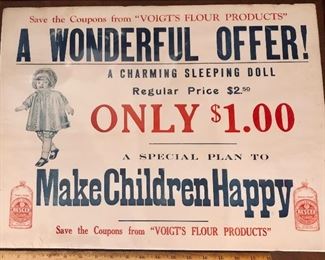 Save the Coupons from "VOIGT'S FLOUR PRODUCTS"
A WONDERFUL OFFER!
A CHARMING SLEEPING DOLL
Regular Price $2.50
ONLY $1.00
A SPECIAL PLAN TO
Make Children Happy
Save the Coupons from "VOIGT'S FLOUR PRODUCTS"